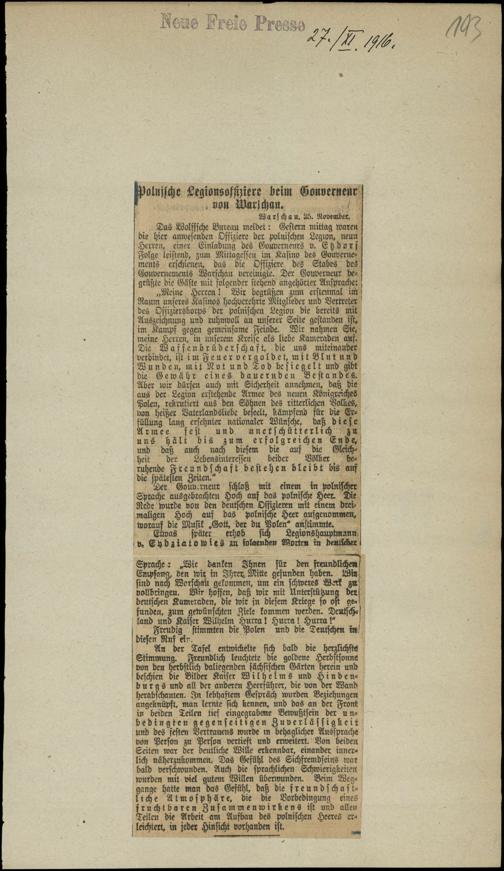 Neue Freie Presse
27./XI. 1916.
193
Polnische Legionsoffiziere beim Gouverneur
von Warschau.
Warschau, 25. November.
Das Wolffsche Bureau meldet: Gestern mittag waren
die hier anwesenden Offiziere der polnischen Legion, neun
Herren, einer Einladung des Gouverneurs v. Etzdorf
Folge leistend, zum Mittagessen im Kasino des Gouverne-
ments erschienen, das die Offiziere des Stabes des
Gouvernements Warschau vereinigte. Der Gouverneur be-
grüßte die Gäste mit folgender stehend angehörter Ansprache:
„Meine Herren! Wir begrüßen zum erstenmal im
Raum unseres Kasinos hochverehrte Mitglieder und Vertreter
des Offizierskorps der polnischen Legion die bereits mit
Auszeichnung und ruhmvoll an unserer Seite gestanden ist,
im Kampf gegen gemeinsame Feinde. Wir nahmen Sie,
meine Herren, in unserem Kreise als liebe Kameraden auf.
Die Waffenbrüderschaft, die uns miteinander
verbindet, ist im Feuer vergoldet, mit Blut und
Wunden, mit Not und Tod besiegelt und gibt
die Gewähr eines dauernden Bestandes.
Aber wir dürfen auch mit Sicherheit annehmen, daß die
aus der Legion erstehende Armee des neuen Königreiches
Polen, rekrutiert aus den Söhnen des ritterlichen Volkes,
von heißer Vaterlandsliebe beseelt, kämpfend für die Er-
füllung lang ersehnter nationaler Wünsche, daß diese
Armee fest und unerschütterlich zu
uns hält bis zum erfolgreichen Ende,
und daß auch nach diesem die auf die Gleich-
heit der Lebensinteressen beider Völker be-
ruhende Freundschaft bestehen bleibt bis auf
die spätesten Zeiten.“
Der Gouverneur schloß mit einem in polnischer
Sprache ausgebrachten Hoch auf das polnische Heer. Die
Rede wurde von den deutschen Offizieren mit einem drei-
maligen Hoch auf das polnische Heer aufgenommen,
worauf die Musik „Gott, der du Polen“ anstimmte.
Etwas später erhob sich Legionshauptmann
v. zu folgenden Worten in deutscher
Sprache: „Wir danken Ihnen für den freundlichen
Empfang, den wir in Ihrer Mitte gefunden haben. Wir
sind nach Warschau gekommen, um ein schweres Werk zu
vollbringen. Wir hoffen, daß wir mit Unterstützung der
deutschen Kameraden, die wir in diesem Kriege so oft ge-
funden, zum gewünschten Ziele kommen werden. Deutsch-
land und Kaiser Wilhelm Hurra! Hurra! Hurra!“
Freudig stimmten die Polen und die Deutschen in
diesen Ruf ein.
An der Tafel entwickelte sich bald die herzlichste
Stimmung. Freundlich leuchtete die goldene Herbstsonne
von den herbstlich daliegenden sächsischen Gärten herein und
beschien die Bilder Kaiser Wilhelms und Hinden-
burgs und all der anderen Heerführer, die von der Wand
herabschauten. In lebhaftem Gespräch wurden Beziehungen
angeknüpft, man lernte sich kennen, und das an der Front
in beiden Teilen tief eingegrabene Bewußtsein der un-
bedingten gegenseitigen Zuverlässigkeit
und des festen Vertrauens wurde in behaglicher Aussprache
von Person zu Person vertieft und erweitert. Von beiden
Seiten war der deutliche Wille erkennbar, einander inner-
lich näherzukommen. Das Gefühl des Sichfremdseins war
bald verschwunden. Auch die sprachlichen Schwierigkeiten
wurden mit viel gutem Willen überwunden. Beim Weg-
gange hatte man das Gefühl, daß die freundschaft-
liche Atmosphäre, die die Vorbedingung eines
fruchtbaren Zusammenwirkens ist und allen
Teilen die Arbeit am Aufbau des polnischen Heeres er-
leichtert, in jeder Hinsicht vorhanden ist.